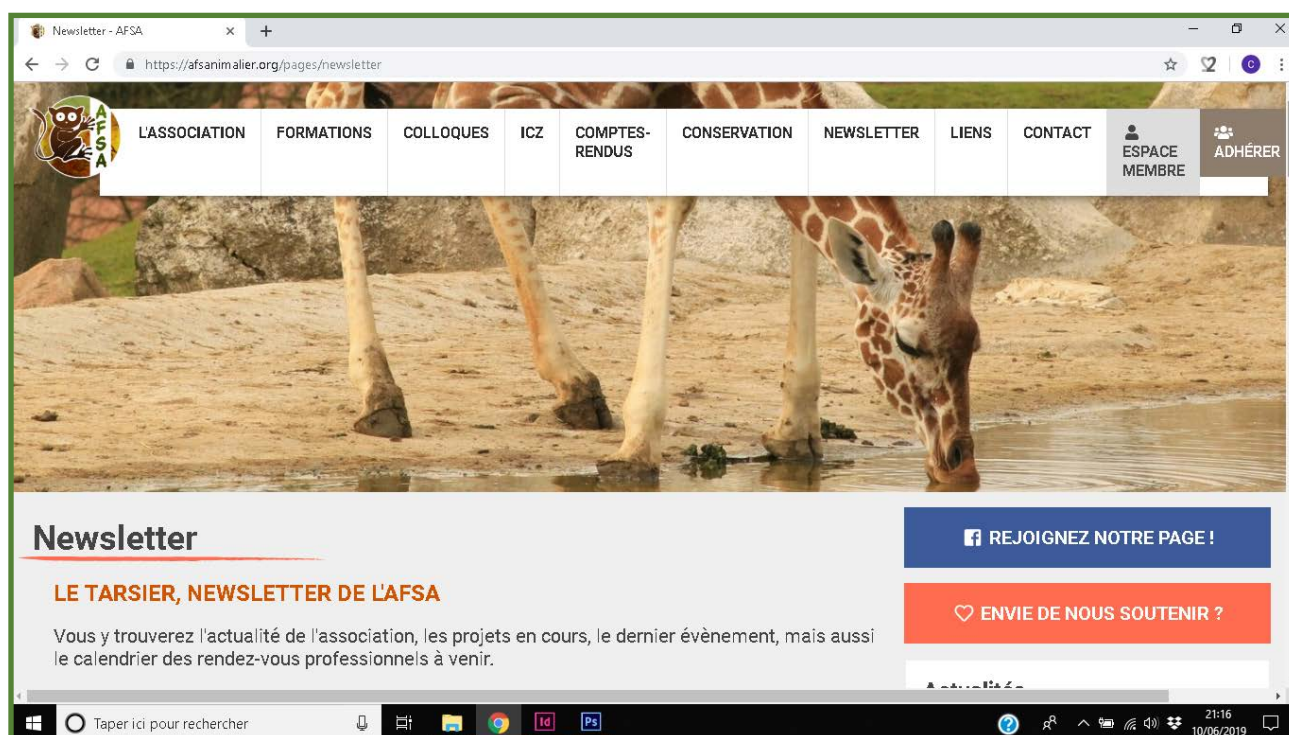 Newsletter - AFSA
https://afsanimalier.org/pages/newsletter
C
AFSA
L'ASSOCIATION
FORMATIONS
COLLOQUES
ICZ
COMPTES-
RENDUS
CONSERVATION
NEWSLETTER
LIENS
CONTACT
ESPACE
MEMBRE
ADHÉRER
Newsletter
REJOIGNEZ NOTRE PAGE !
LE TARSIER, NEWSLETTER DE L'AFSA
ENVIE DE NOUS SOUTENIR ?
Vous y trouverez l'actualité de l'association, les projets en cours, le dernier évènement, mais aussi
le calendrier des rendez-vous professionnels à venir.
Actualités
Taper ici pour rechercher
Id
Ps
21:16
10/06/2019